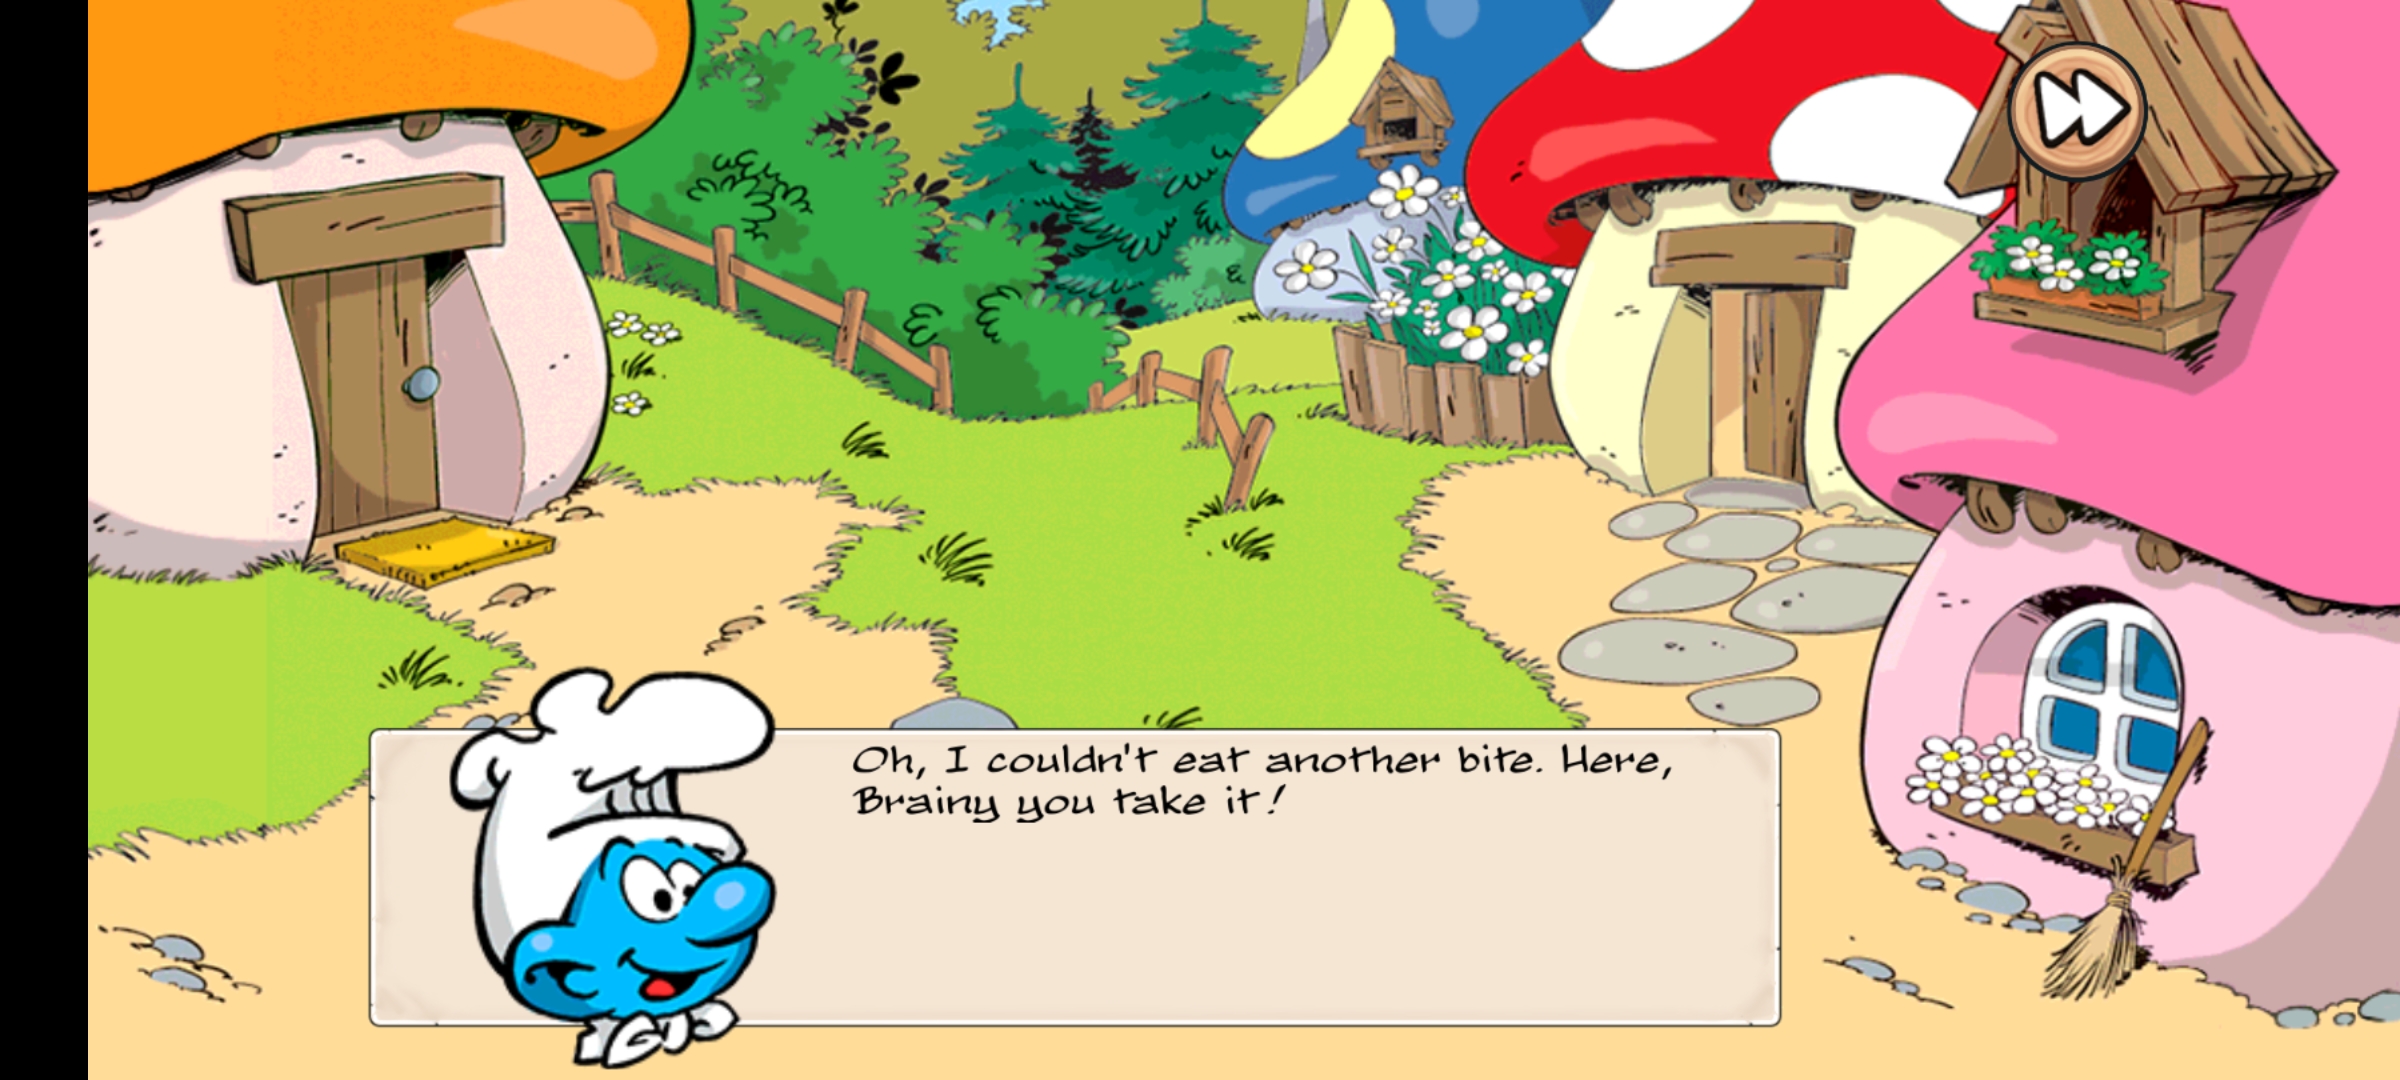 Oh, I couldn't eat another bite. Here,
Brainy you take it!